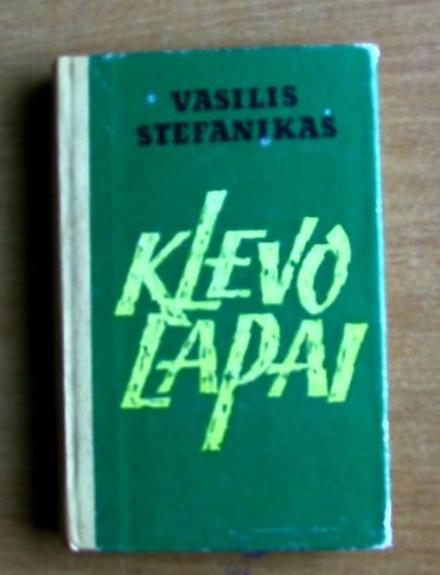 VASILIS
STEFANIKAS
KLEVO
LAPAI